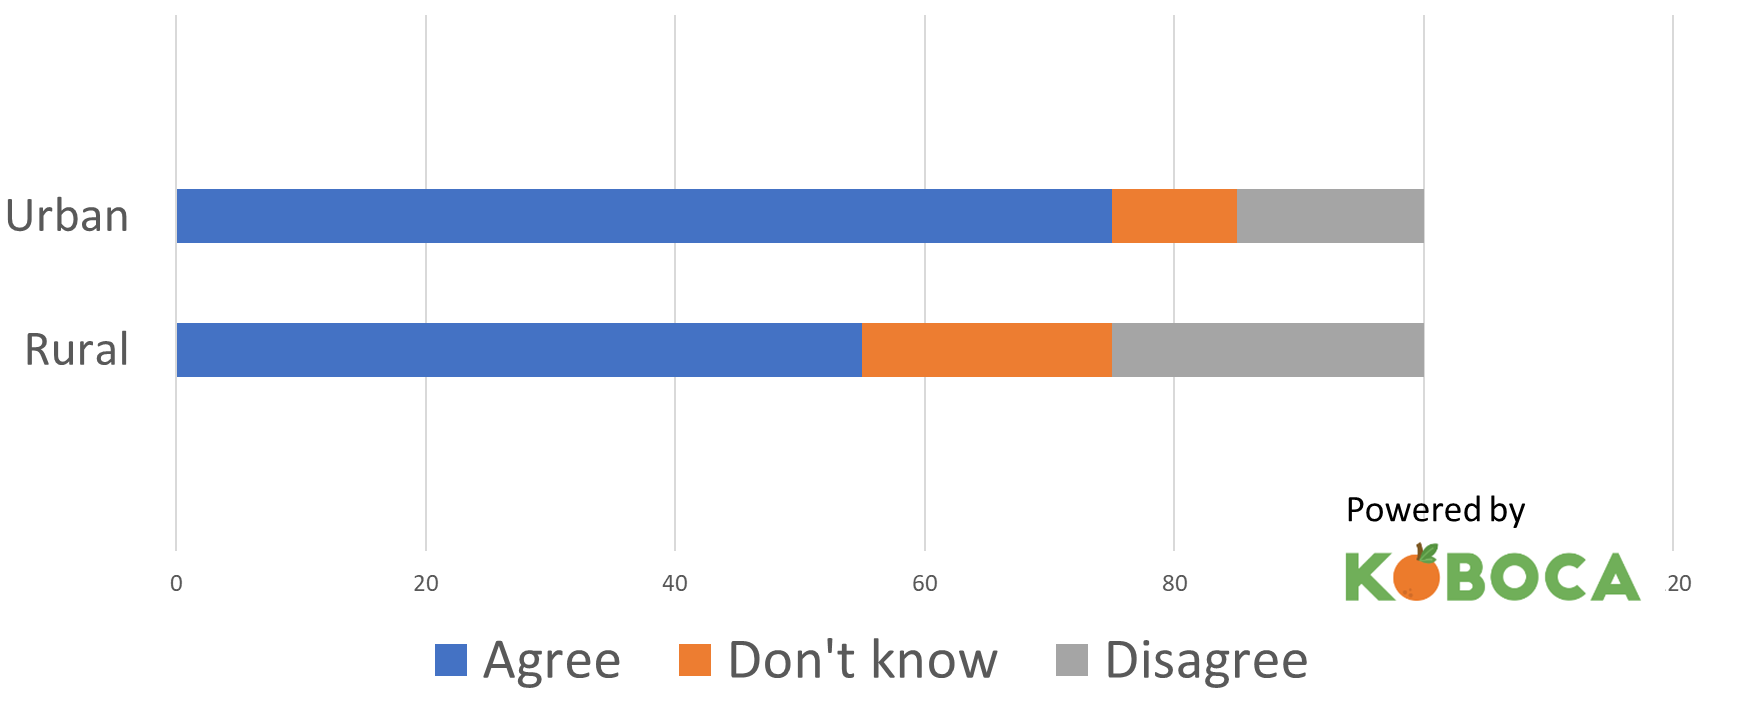 Urban
Rural
Powered by
KOBOCA
0 20 40 60 80 20
Agree Don't know Disagree